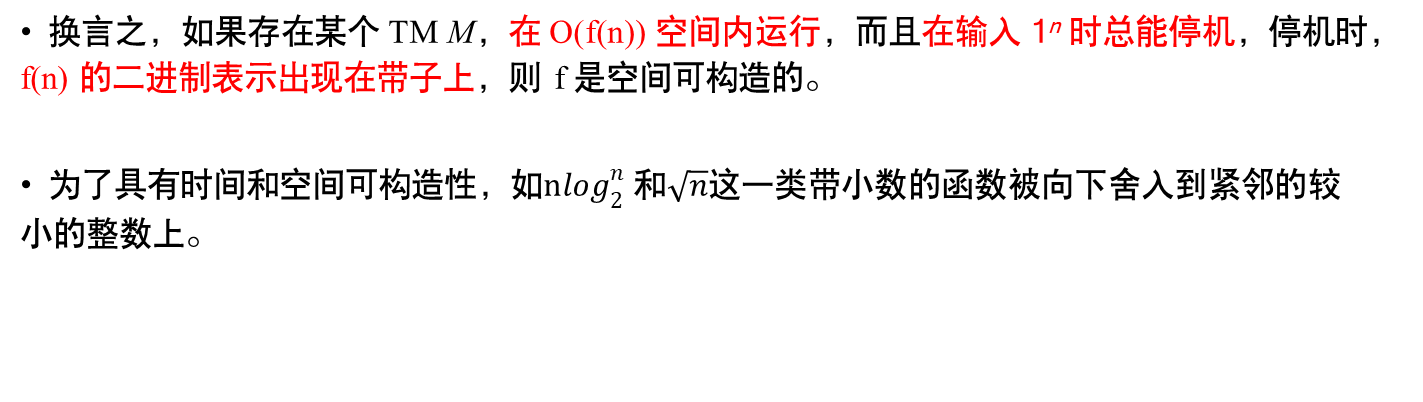 • 换言之，如果存在某个 TM M，在 O(f(n)) 空间内运行，而且在输入 1ⁿ 时总能停机，停机时，
f(n) 的二进制表示出现在带子上，则 f 是空间可构造的。
• 为了具有时间和空间可构造性，如nlog₂ⁿ 和√n这一类带小数的函数被向下舍入到紧邻的较
小的整数上。